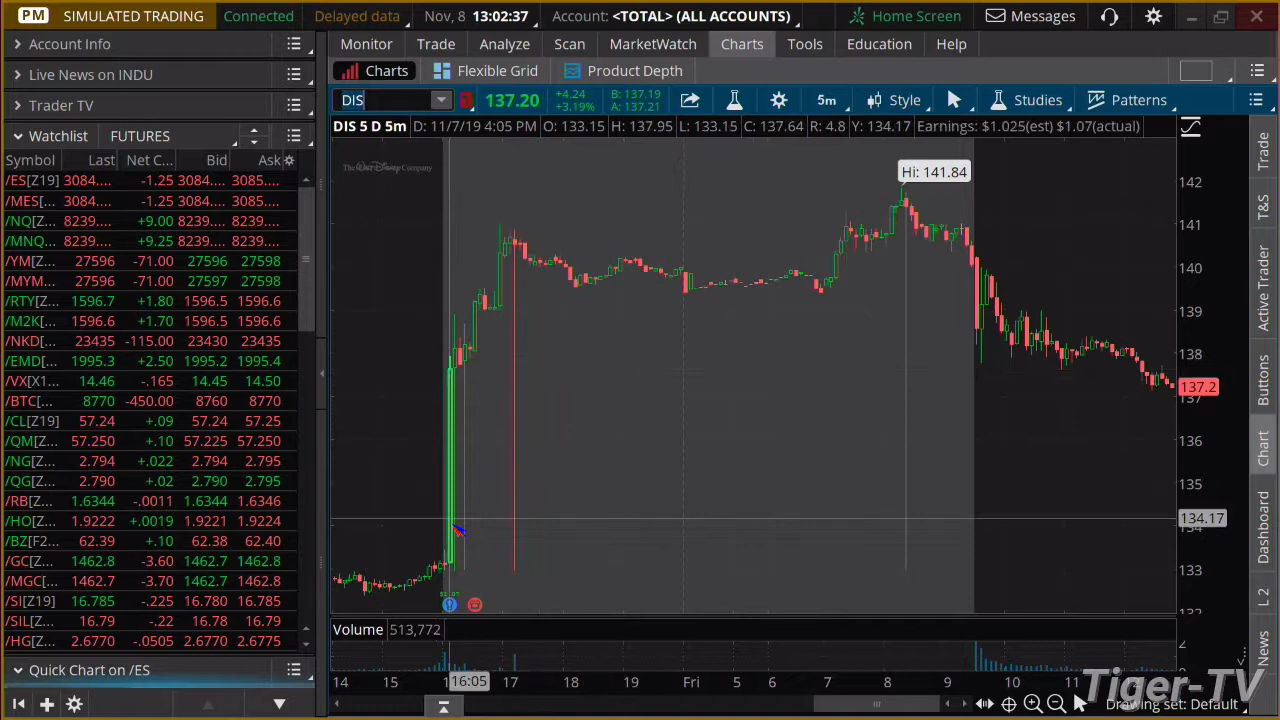 PM SIMULATED TRADING Connected Delayed data Nov, 8 13:02:37 Account: <TOTAL> (ALL ACCOUNTS) Home Screen Messages
Account Info
Live News on INDU
Trader TV
Watchlist FUTURES
Symbol Last Net C... Bid Ask
/ES[Z19] 3084.... -1.25 3084.... 3085....
/MES[... 3084.... -1.25 3084.... 3085....
/NQ[Z... 8239.... +9.00 8239.... 8239....
/MNQ... 8239.... +9.25 8239.... 8239....
/YM[Z... 27596 -71.00 27596 27598
/MYM... 27596 -71.00 27597 27598
/RTY[Z... 1596.7 +1.80 1596.5 1596.6
/M2K[... 1596.6 +1.70 1596.5 1596.6
/NKD[... 23435 -115.00 23430 23435
/EMD[... 1995.3 +2.50 1995.2 1995.4
/VX[X1... 14.46 -.165 14.45 14.50
/BTC[... 8770 -450.00 8760 8770
/CL[Z19] 57.24 +.09 57.24 57.25
/QM[Z... 57.250 +.10 57.225 57.250
/NG[Z... 2.794 +.022 2.794 2.795
/QG[Z... 2.790 +.02 2.790 2.795
/RB[Z... 1.6344 -.0011 1.6344 1.6346
/HO[Z... 1.9222 +.0019 1.9221 1.9224
/BZ[F2... 62.39 +.10 62.38 62.40
/GC[Z... 1462.8 -3.60 1462.7 1462.8
/MGC[... 1462.7 -3.70 1462.7 1462.8
/SI[Z19] 16.785 -.225 16.780 16.785
/SIL[Z... 16.79 -.22 16.78 16.79
/HG[Z... 2.6770 -.0505 2.6770 2.6770
Quick Chart on /ES
Monitor Trade Analyze Scan MarketWatch Charts Tools Education Help
Charts Flexible Grid Product Depth
DIS 137.20 +4.24 +3.19% B: 137.19 A: 137.21 5m Style Studies Patterns
DIS 5 D 5m D: 11/7/19 4:05 PM O: 133.15 H: 137.95 L: 133.15 C: 137.64 R: 4.8 Y: 134.17 Earnings: $1.025(est) $1.07(actual)
The Walt Disney Company
Hi: 141.84
142
141
140
139
138
137.2
137
136
135
134.17
134
133
132
Volume 513,772
2
14 15 16:05 17 18 19 Fri 5 6 7 8 9 10 11
Drawing set: Default
Trade
T&S
Active Trader
Buttons
Chart
Dashboard
L 2
News
Tiger-TV